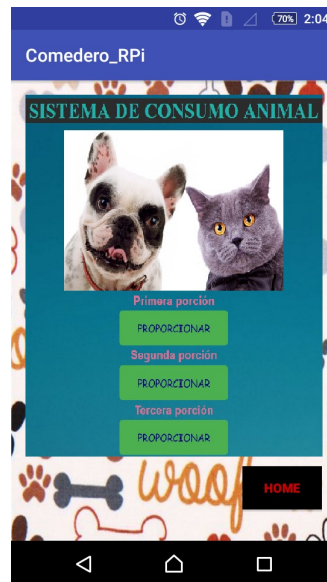 70% 2:04
Comedero_RPi
SISTEMA DE CONSUMO ANIMAL
Primera porción
PROPORCIONAR
Segunda porción
PROPORCIONAR
Tercera porción
PROPORCIONAR
woof
HOME